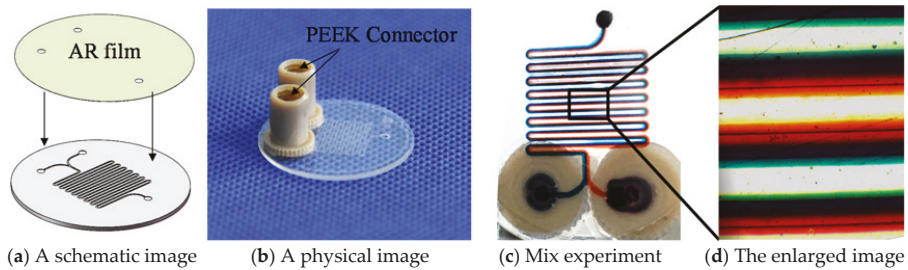 AR film
PEEK Connector
(a) A schematic image
(b) A physical image
(c) Mix experiment
(d) The enlarged image